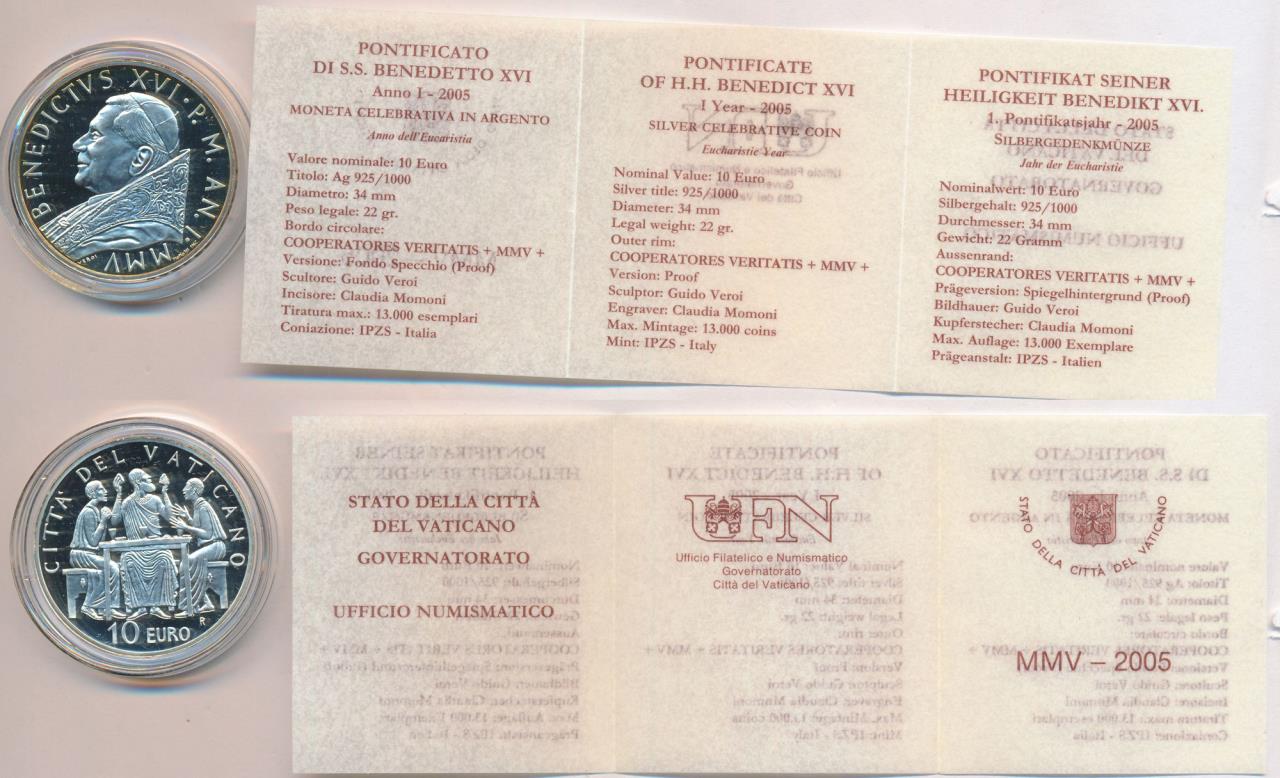 BENEDICTVS XVI · P. M. AN. I
MMV
PONTIFICATO
DI S.S. BENEDETTO XVI
Anno I - 2005
MONETA CELEBRATIVA IN ARGENTO
Anno dell'Eucaristia
Valore nominale: 10 Euro
Titolo: Ag 925/1000
Diametro: 34 mm
Peso legale: 22 gr.
Bordo circolare:
COOPERATORES VERITATIS + MMV +
Versione: Fondo Specchio (Proof)
Scultore: Guido Veroi
Incisore: Claudia Momoni
Tiratura max.: 13.000 esemplari
Coniazione: IPZS - Italia
PONTIFICATE
OF H.H. BENEDICT XVI
I Year - 2005
SILVER CELEBRATIVE COIN
Eucharistic Year
Nominal Value: 10 Euro
Silver title: 925/1000
Diameter: 34 mm
Legal weight: 22 gr.
Outer rim:
COOPERATORES VERITATIS + MMV +
Version: Proof
Sculptor: Guido Veroi
Engraver: Claudia Momoni
Max. Mintage: 13.000 coins
Mint: IPZS - Italy
PONTIFIKAT SEINER
HEILIGKEIT BENEDIKT XVI.
1. Pontifikatsjahr - 2005
SILBERGEDENKMÜNZE
Jahr der Eucharistie
Nominalwert: 10 Euro
Silbergehalt: 925/1000
Durchmesser: 34 mm
Gewicht: 22 Gramm
Aussenrand:
COOPERATORES VERITATIS + MMV +
Prägeversion: Spiegelhintergrund (Proof)
Bildhauer: Guido Veroi
Kupferstecher: Claudia Momoni
Max. Auflage: 13.000 Exemplare
Prägeanstalt: IPZS - Italien
CITTA' DEL VATICANO
10 EURO
R
STATO DELLA CITTÀ
DEL VATICANO
GOVERNATORATO
UFFICIO NUMISMATICO
UFN
Ufficio Filatelico e Numismatico
Governatorato
Città del Vaticano
STATO DELLA CITTÀ DEL VATICANO
MMV – 2005